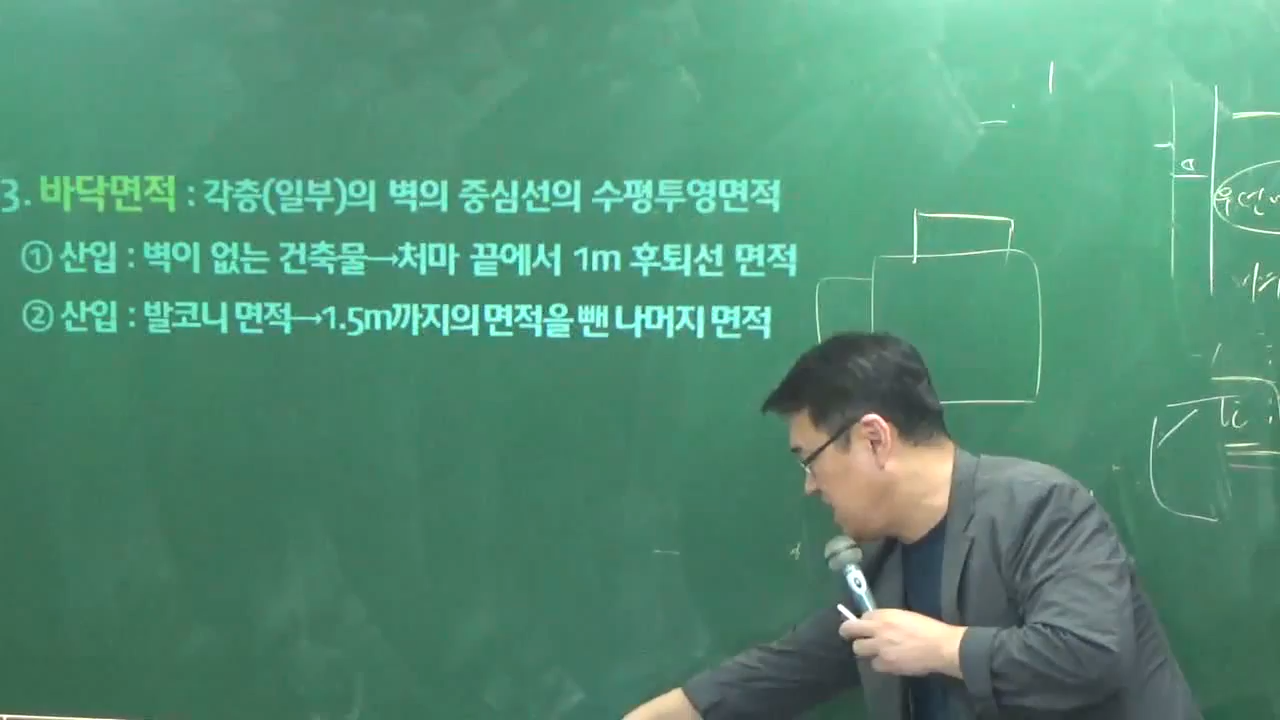 3. 바닥면적 : 각층(일부)의 벽의 중심선의 수평투영면적
① 산입 : 벽이 없는 건축물→처마 끝에서 1m 후퇴선 면적
② 산입 : 발코니 면적→1.5m까지의 면적을 뺀 나머지 면적